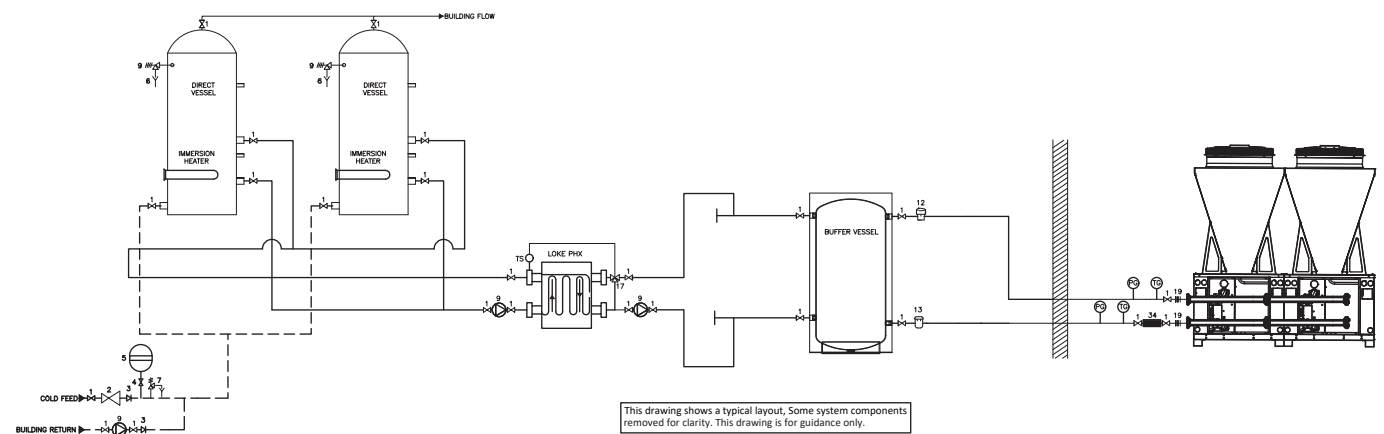 1
1
BUILDING FLOW
9
6
DIRECT
VESSEL
9
6
DIRECT
VESSEL
1
1
IMMERSION
HEATER
IMMERSION
HEATER
1
1
1
1
12
1
1
BUFFER VESSEL
TS
LOKE PHX
1
1
17
PG
TG
1
19
1
9
1
1
9
1
1
1
13
PG
TG
1
34
1
19
5
4
7
COLD FEED
1
2
3
BUILDING RETURN
1
9
1
3
This drawing shows a typical layout, Some system components
removed for clarity. This drawing is for guidance only.